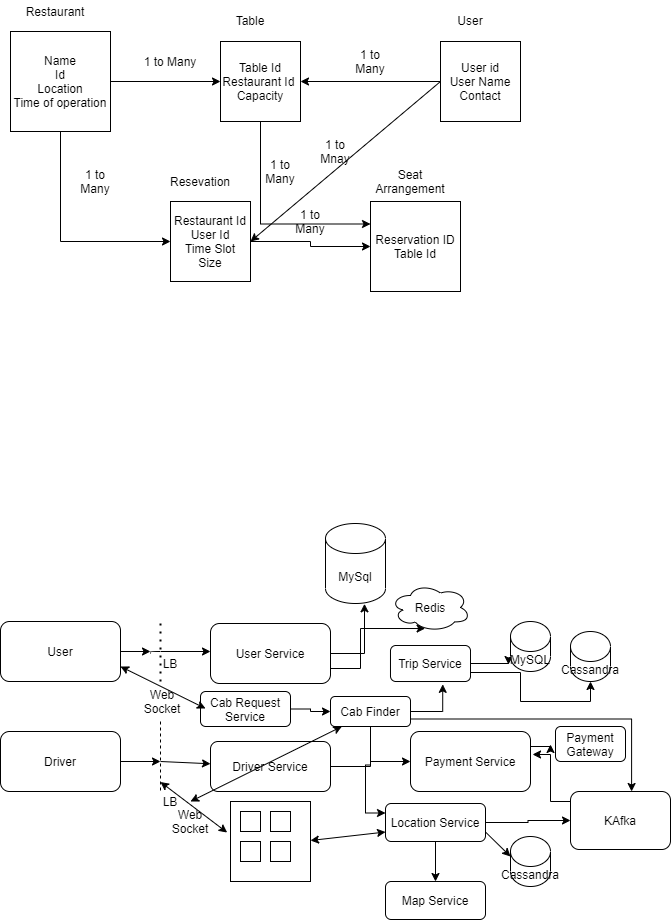 Restaurant
Table
User
Name
Id
Location
Time of operation
1 to Many
Table Id
Restaurant Id
Capacity
1 to
Many
User id
User Name
Contact
1 to
Many
Resevation
1 to
Many
1 to
Mnay
Seat
Arrangement
Restaurant Id
User Id
Time Slot
Size
1 to
Many
Reservation ID
Table Id
MySql
Redis
User
LB
User Service
Trip Service
MySQL
Cassandra
Web
Socket
Cab Request
Service
Cab Finder
Driver
Driver Service
Payment Service
Payment
Gateway
LB
Web
Socket
Location Service
KAfka
Cassandra
Map Service